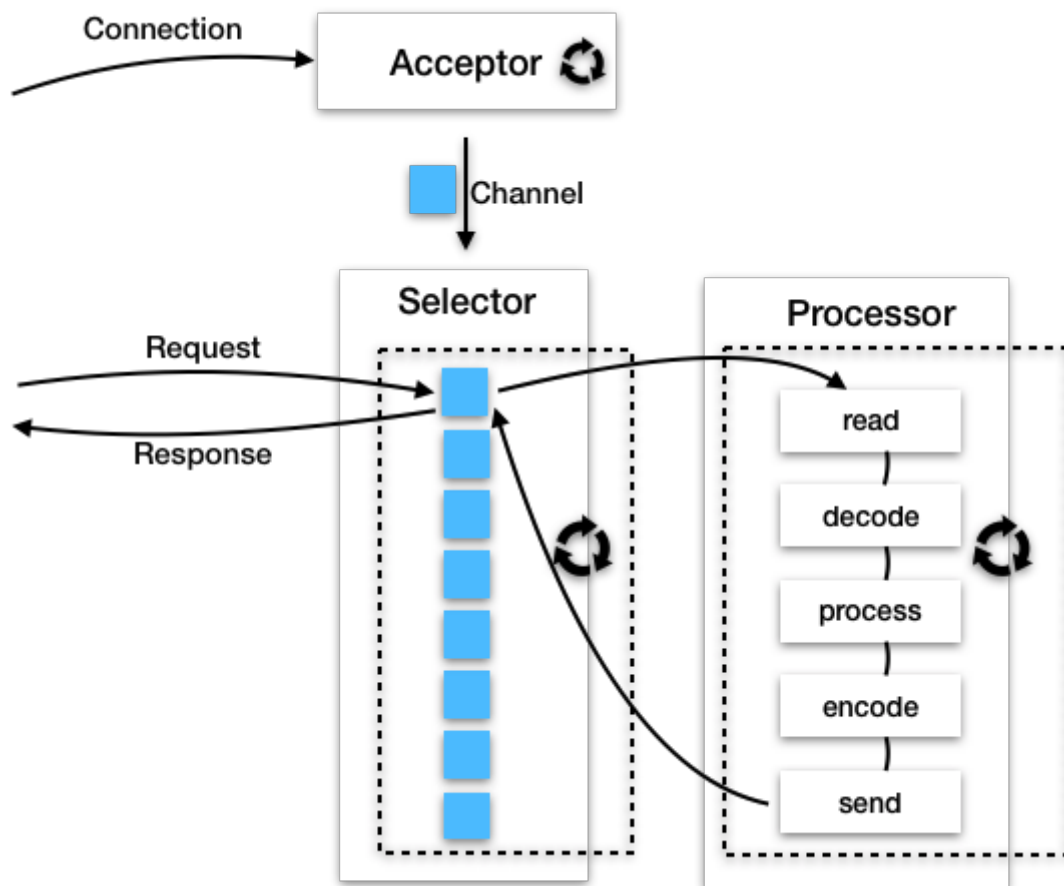 Connection
Acceptor
Channel
Selector
Processor
Request
Response
read
decode
process
encode
send